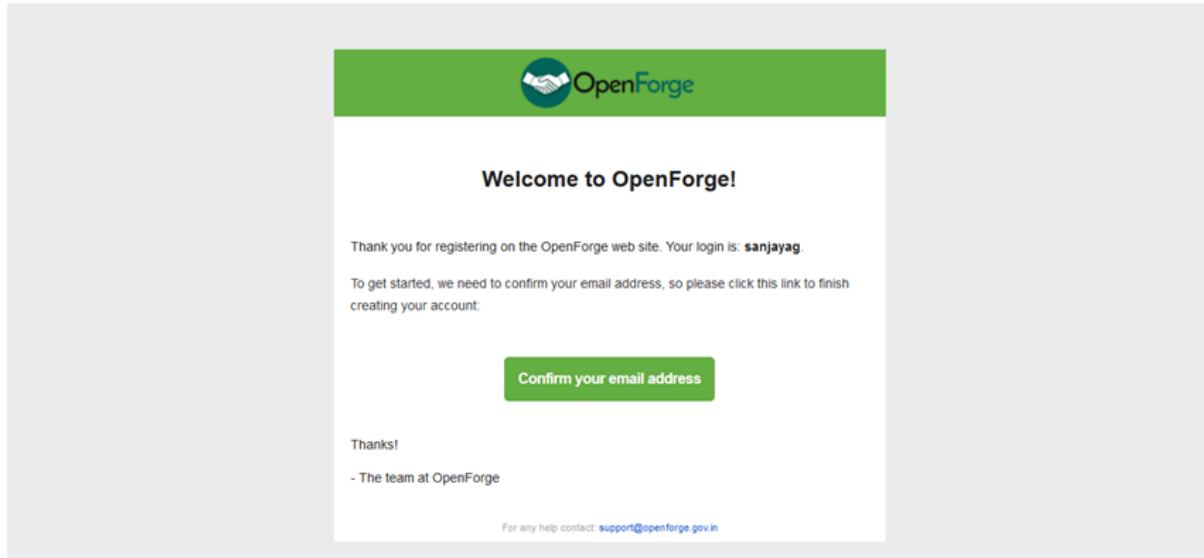 OpenForge
Welcome to OpenForge!
Thank you for registering on the OpenForge web site. Your login is: sanjayag.
To get started, we need to confirm your email address, so please click this link to finish
creating your account:
Confirm your email address
Thanks!
- The team at OpenForge
For any help contact: support@openforge.gov.in